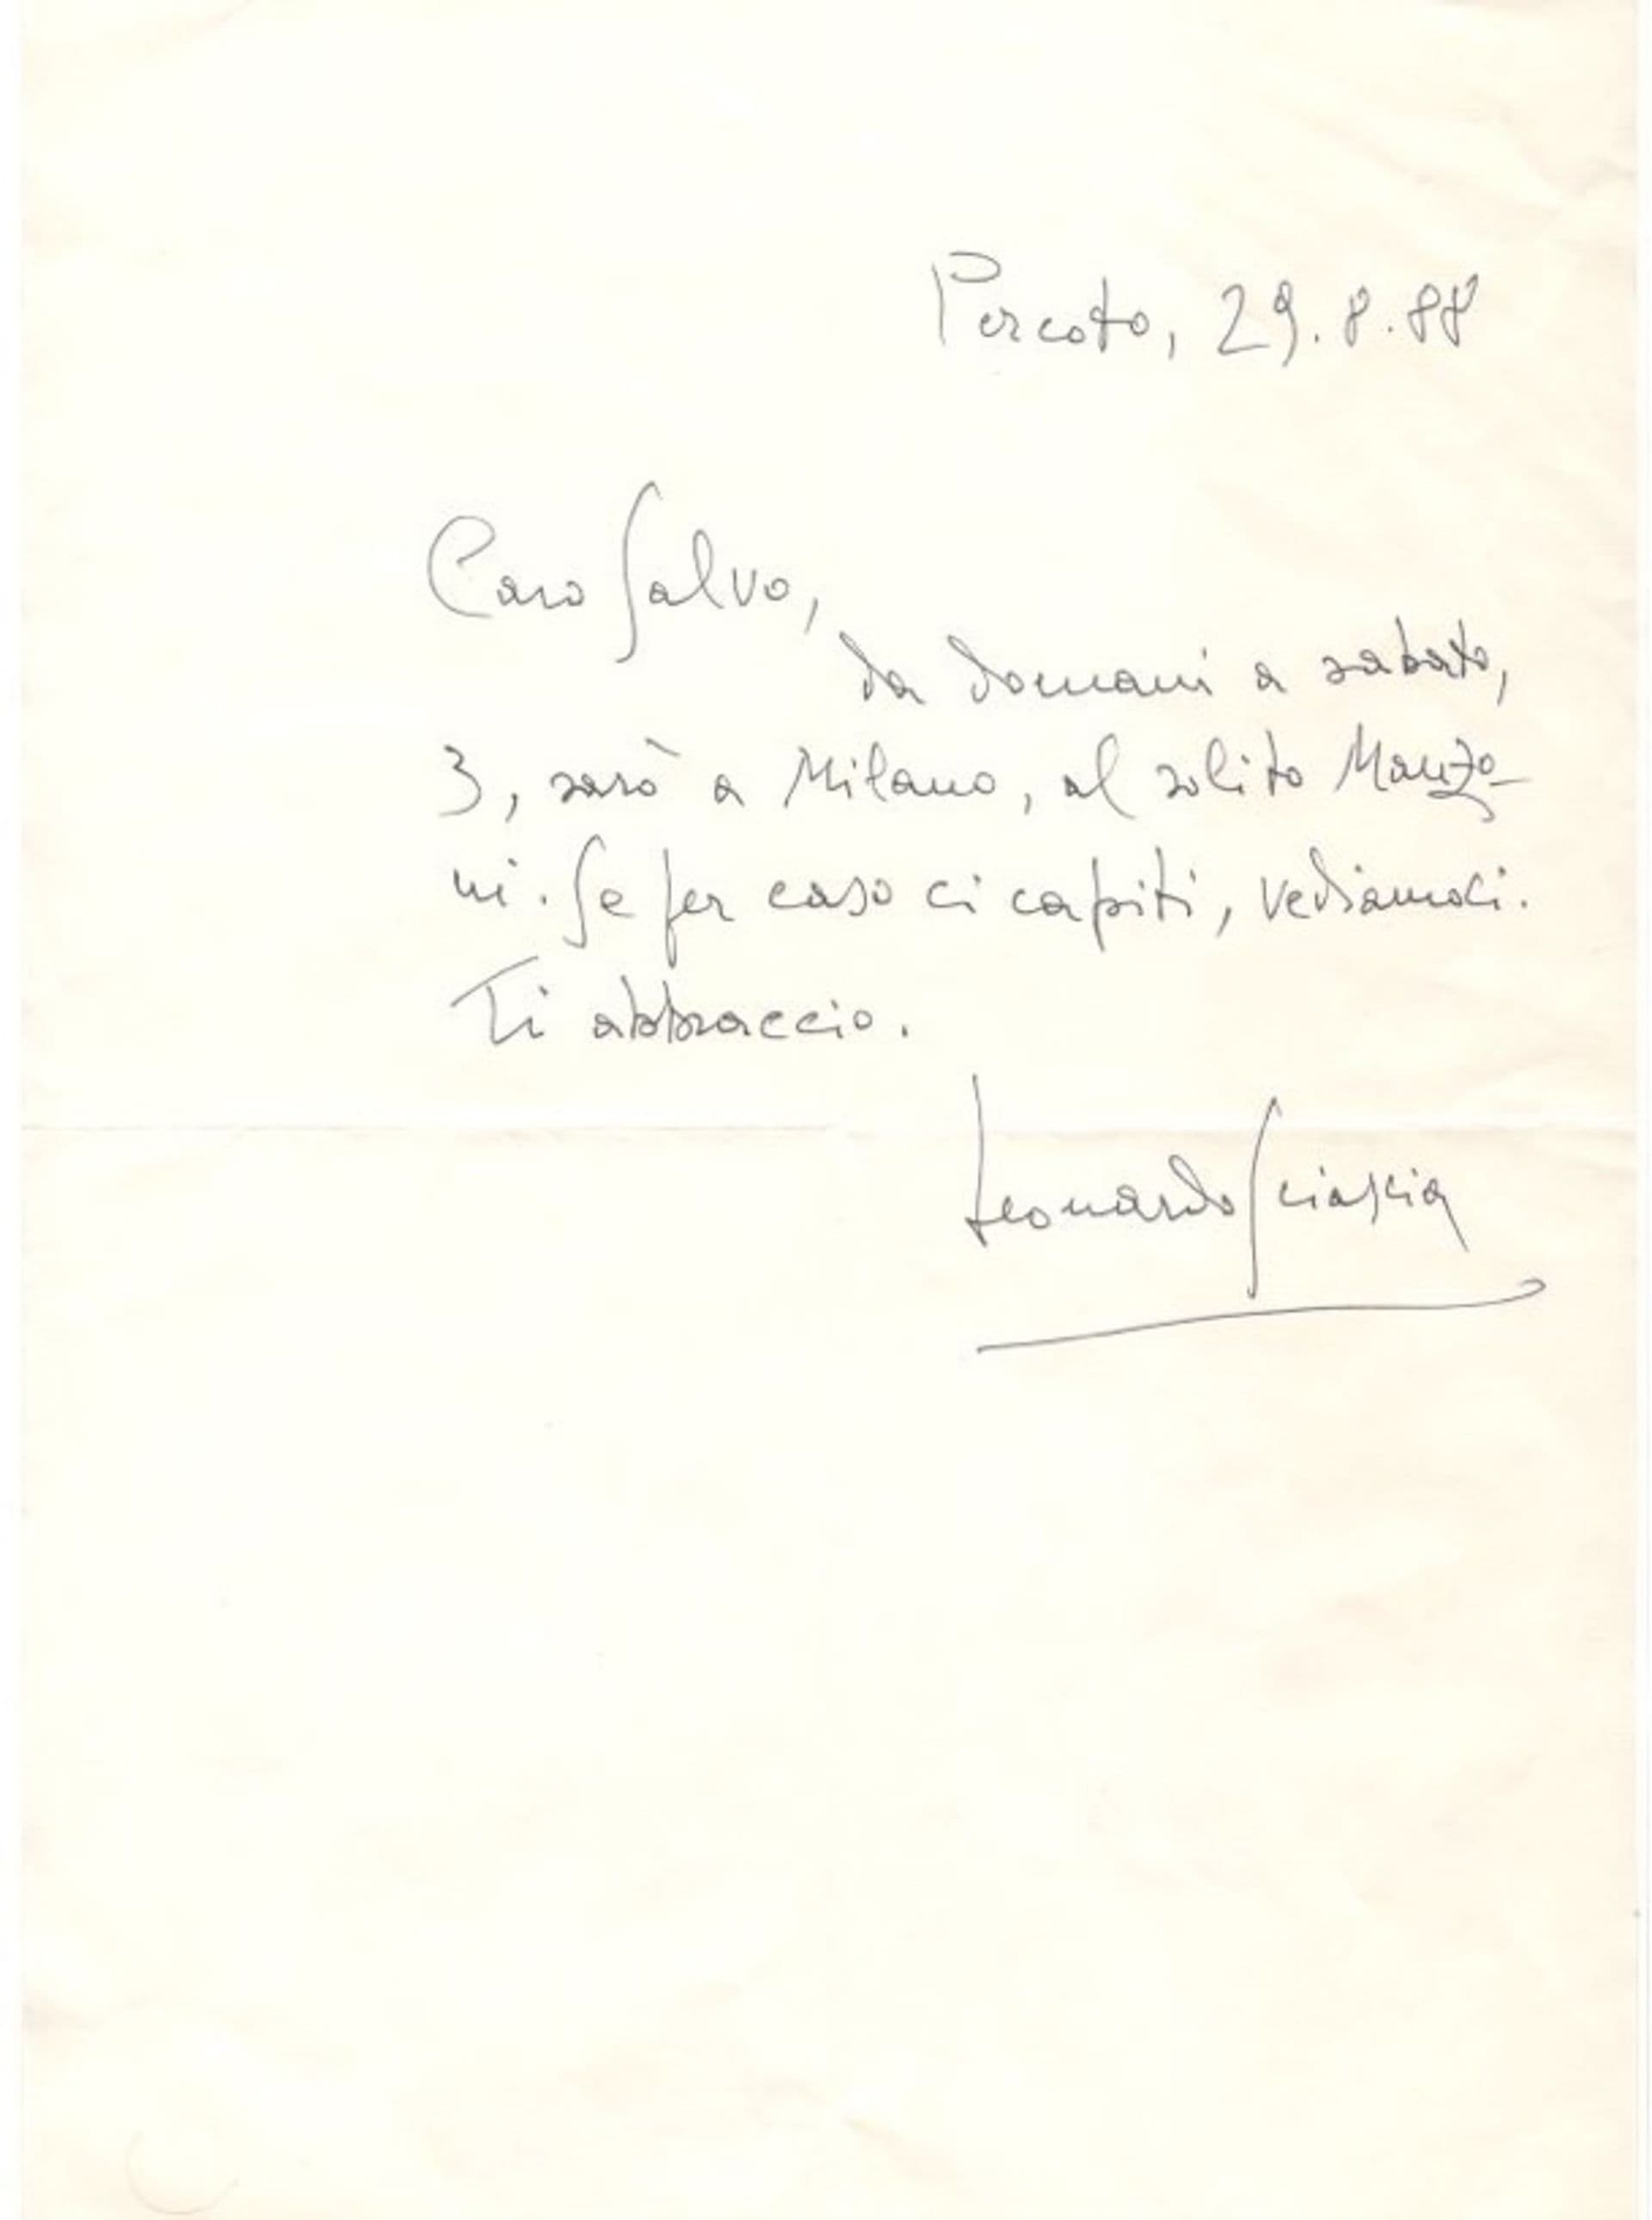 Percoto, 29.8.88
Caro Salvo,
da domani a sabato,
3, sarò a Milano, al solito Manzo-
ni. Se per caso ci capiti, vediamoci.
Ti abbraccio.
Leonardo Sciascia